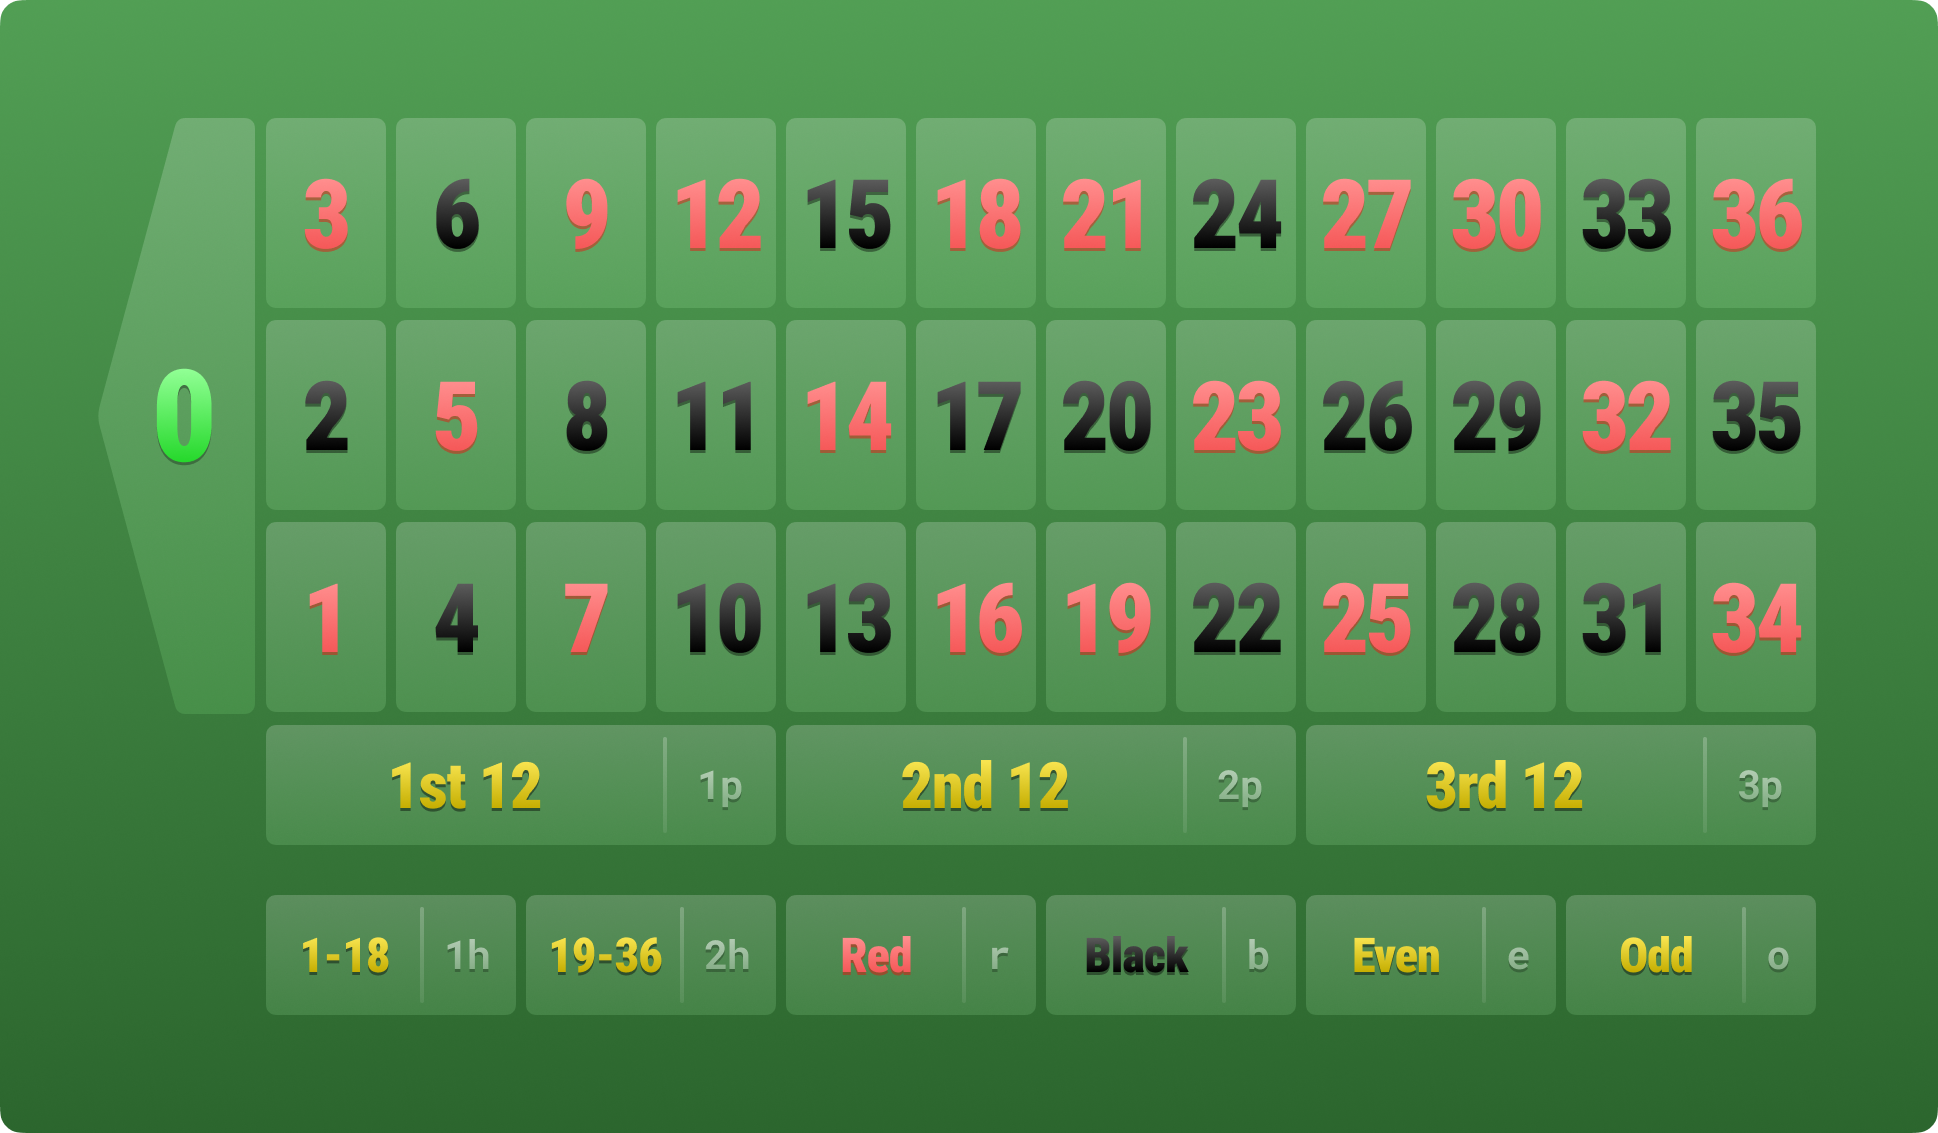 3 6 9 12 15 18 21 24 27 30 33 36
0 2 5 8 11 14 17 20 23 26 29 32 35
1 4 7 10 13 16 19 22 25 28 31 34
1st 12 1p 2nd 12 2p 3rd 12 3p
1-18 1h 19-36 2h Red r Black b Even e Odd o